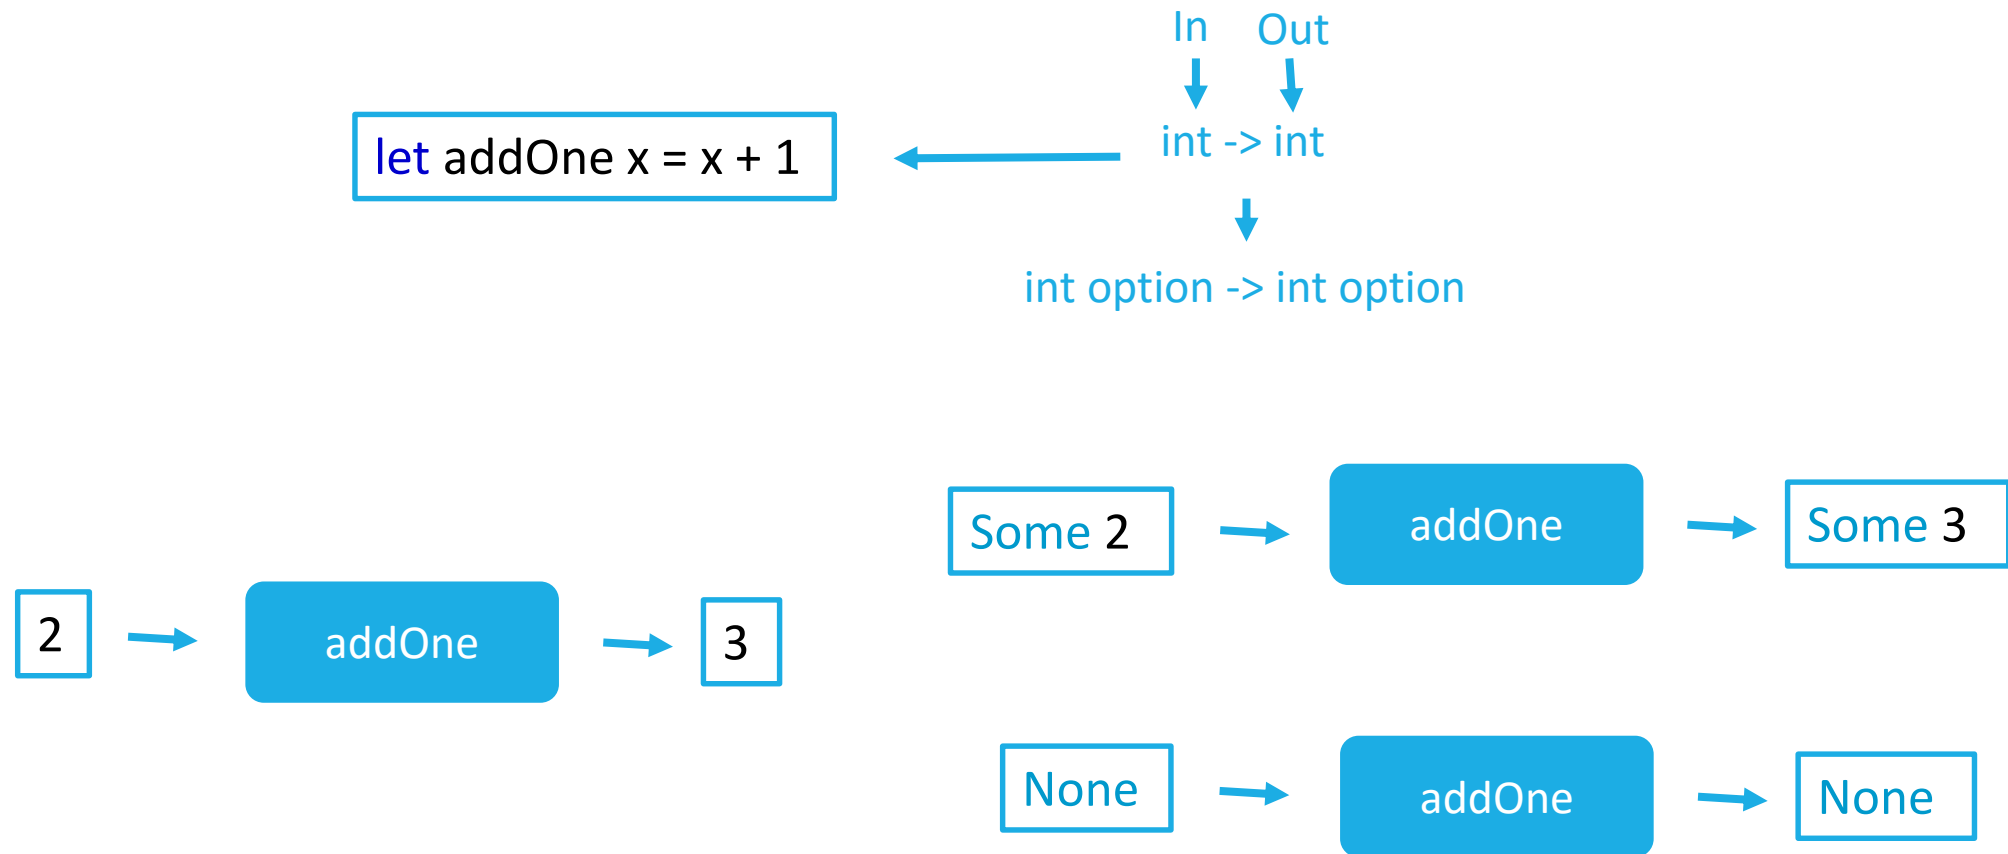 In Out
let addOne x = x + 1
int -> int
int option -> int option
2
addOne
3
Some 2
addOne
Some 3
None
addOne
None